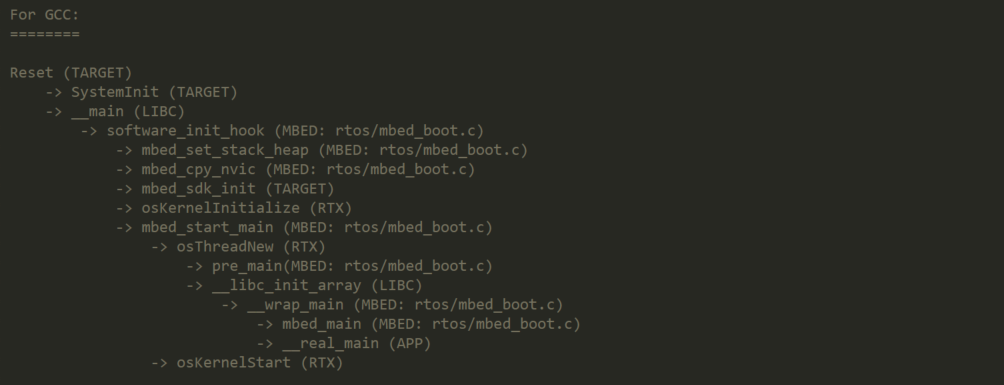 For GCC:
========
Reset (TARGET)
-> SystemInit (TARGET)
-> __main (LIBC)
-> software_init_hook (MBED: rtos/mbed_boot.c)
-> mbed_set_stack_heap (MBED: rtos/mbed_boot.c)
-> mbed_cpy_nvic (MBED: rtos/mbed_boot.c)
-> mbed_sdk_init (TARGET)
-> osKernelInitialize (RTX)
-> mbed_start_main (MBED: rtos/mbed_boot.c)
-> osThreadNew (RTX)
-> pre_main(MBED: rtos/mbed_boot.c)
-> __libc_init_array (LIBC)
-> __wrap_main (MBED: rtos/mbed_boot.c)
-> mbed_main (MBED: rtos/mbed_boot.c)
-> __real_main (APP)
-> osKernelStart (RTX)